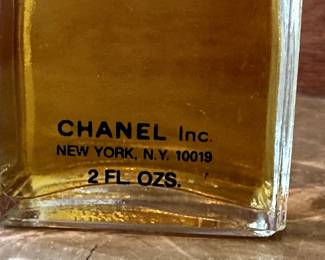 CHANEL Inc.
NEW YORK, N.Y. 10019
2 FL. OZS.